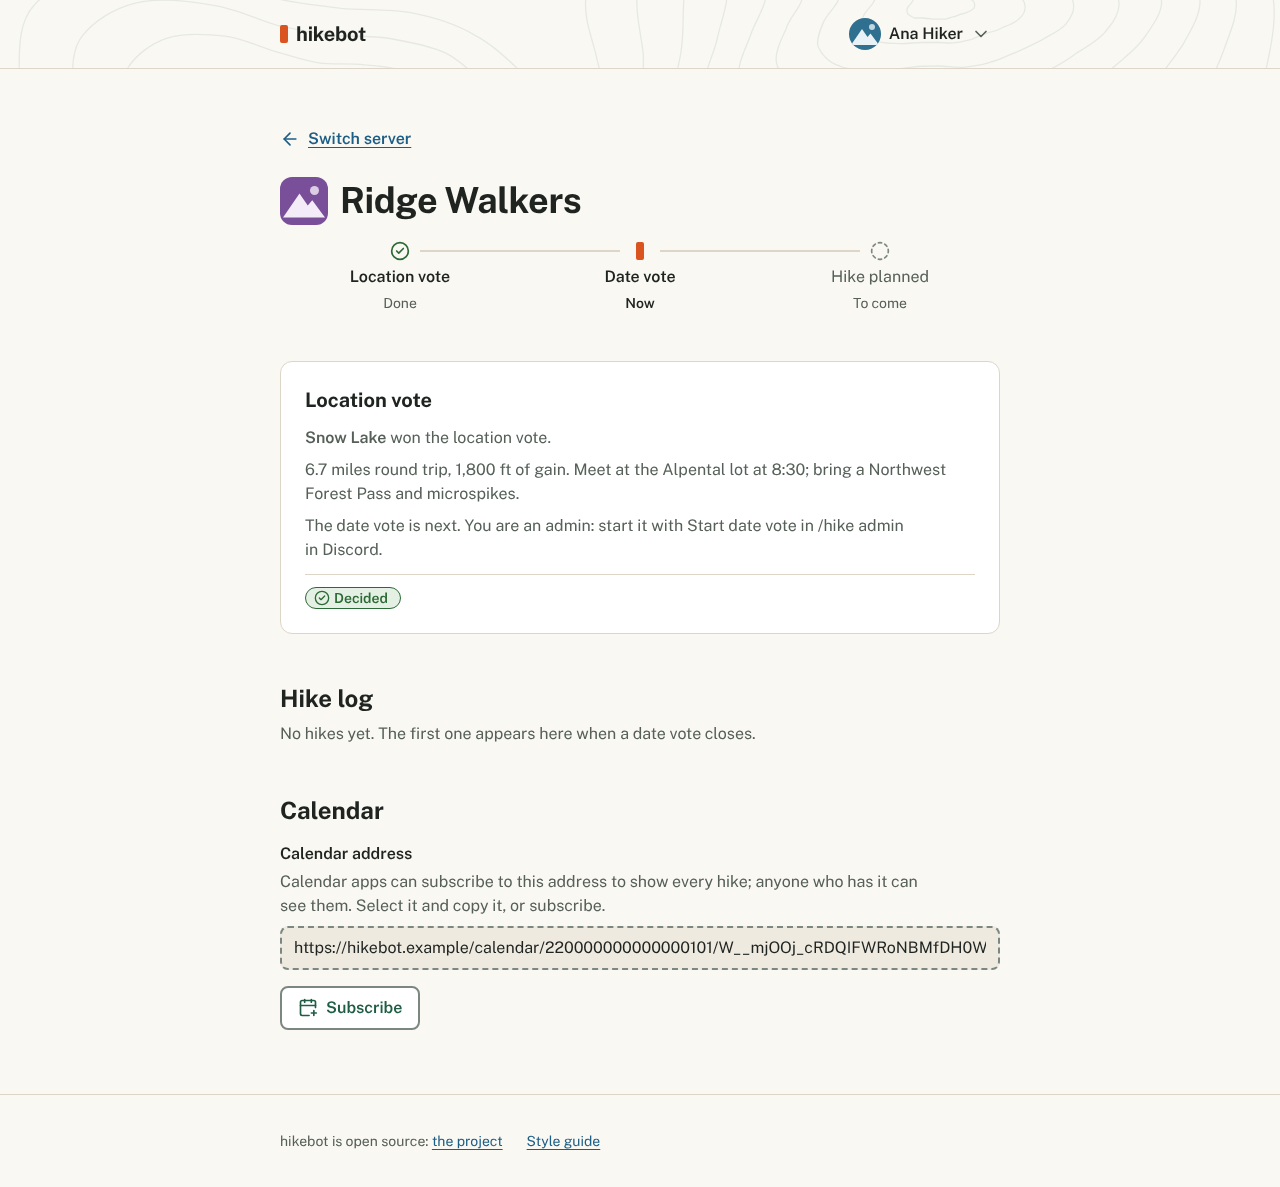 hikebot
Ana Hiker
Switch server
Ridge Walkers
Location vote
Done
Date vote
Now
Hike planned
To come
Location vote
Snow Lake won the location vote.
6.7 miles round trip, 1,800 ft of gain. Meet at the Alpental lot at 8:30; bring a Northwest
Forest Pass and microspikes.
The date vote is next. You are an admin: start it with Start date vote in /hike admin
in Discord.
Decided
Hike log
No hikes yet. The first one appears here when a date vote closes.
Calendar
Calendar address
Calendar apps can subscribe to this address to show every hike; anyone who has it can
see them. Select it and copy it, or subscribe.
https://hikebot.example/calendar/220000000000000101/W__mjOOj_cRDQIFWRoNBMfDH0W
Subscribe
hikebot is open source: the project
Style guide